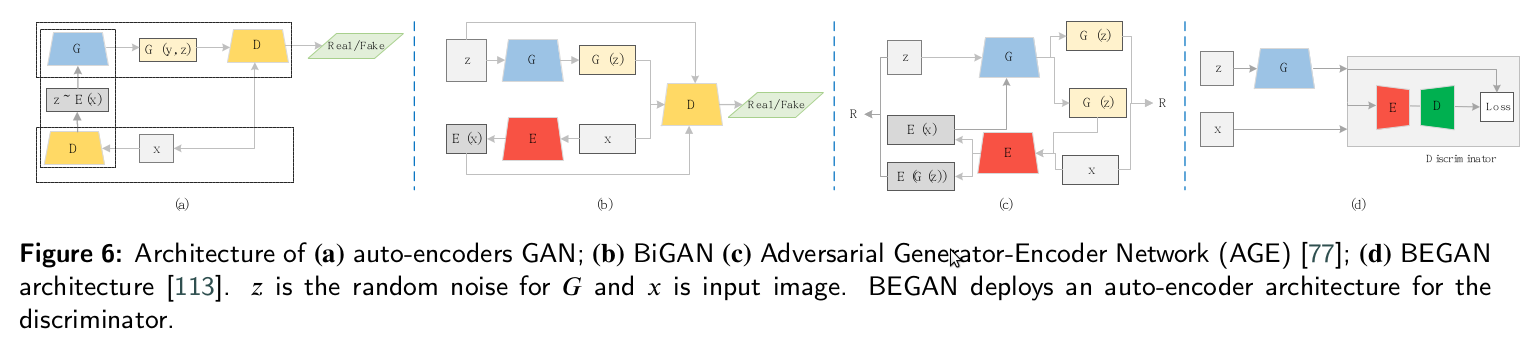 G
G (y,z)
D
Real/Fake
z ~ E (x)
D
x
(a)
z
G
G (z)
D
Real/Fake
E (x)
E
x
(b)
z
G
G (z)
G (z)
R
R
E (x)
E
E (G (z))
x
(c)
z
G
E
D
Loss
x
Discriminator
(d)
Figure 6: Architecture of (a) auto-encoders GAN; (b) BiGAN (c) Adversarial Generator-Encoder Network (AGE) [77]; (d) BEGAN
architecture [113]. z is the random noise for G and x is input image. BEGAN deploys an auto-encoder architecture for the
discriminator.